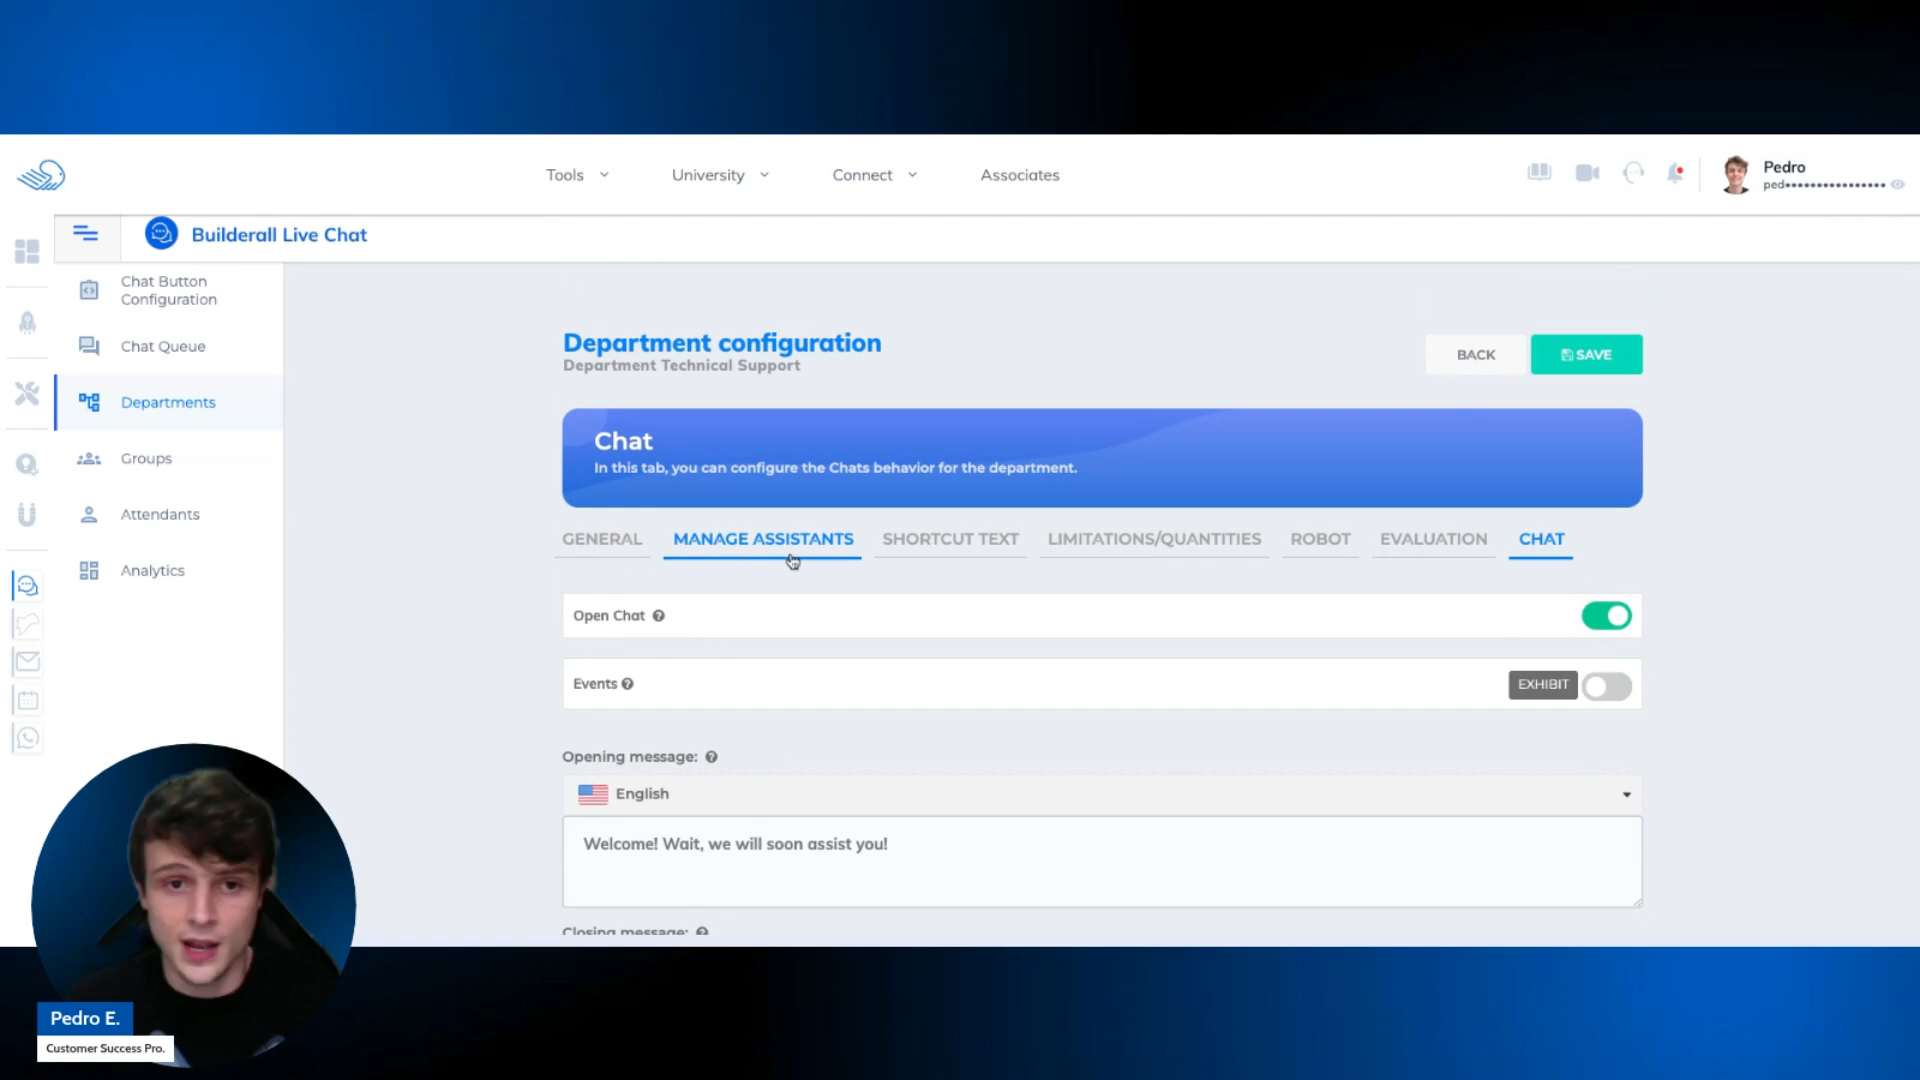 Tools
University
Connect
Associates
Pedro
ped••••••••••••••••
Builderall Live Chat
Chat Button
Configuration
Chat Queue
Departments
Groups
Attendants
Analytics
Department configuration
Department Technical Support
BACK
SAVE
Chat
In this tab, you can configure the Chats behavior for the department.
GENERAL
MANAGE ASSISTANTS
SHORTCUT TEXT
LIMITATIONS/QUANTITIES
ROBOT
EVALUATION
CHAT
Open Chat
Events
EXHIBIT
Opening message:
English
Welcome! Wait, we will soon assist you!
Closing message:
Pedro E.
Customer Success Pro.